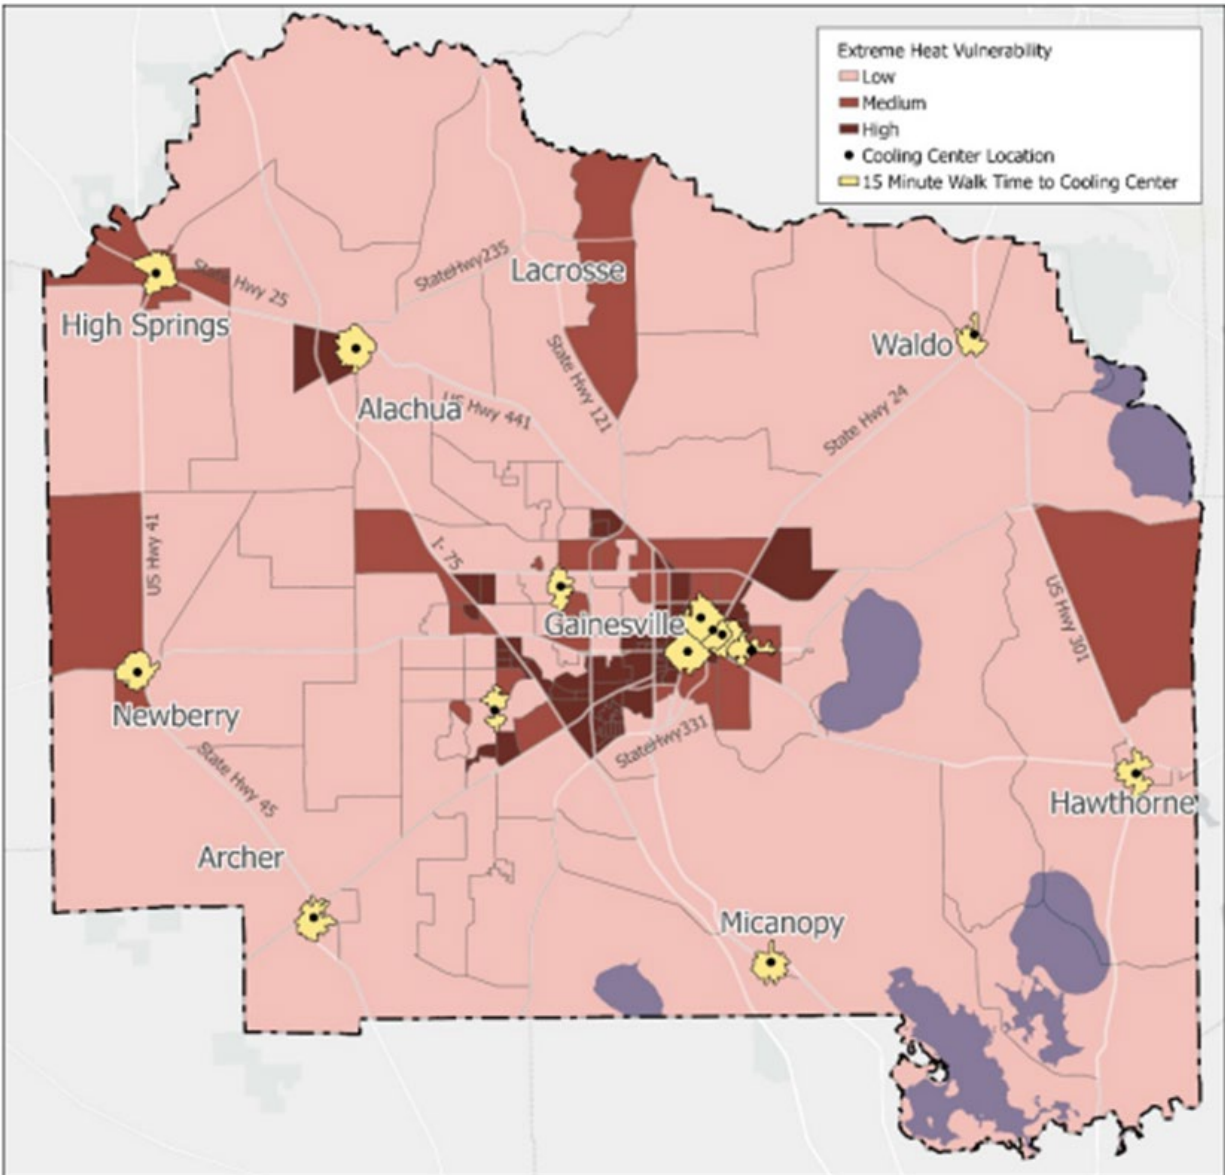 Extreme Heat Vulnerability
Low
Medium
High
Cooling Center Location
15 Minute Walk Time to Cooling Center
StateHwy235
Lacrosse
State Hwy 25
High Springs
Waldo
State Hwy 121
Alachua
US Hwy 441
State Hwy 24
US Hwy 41
I-75
US Hwy 301
Gainesville
Newberry
StateHwy331
State Hwy 45
Hawthorne
Archer
Micanopy